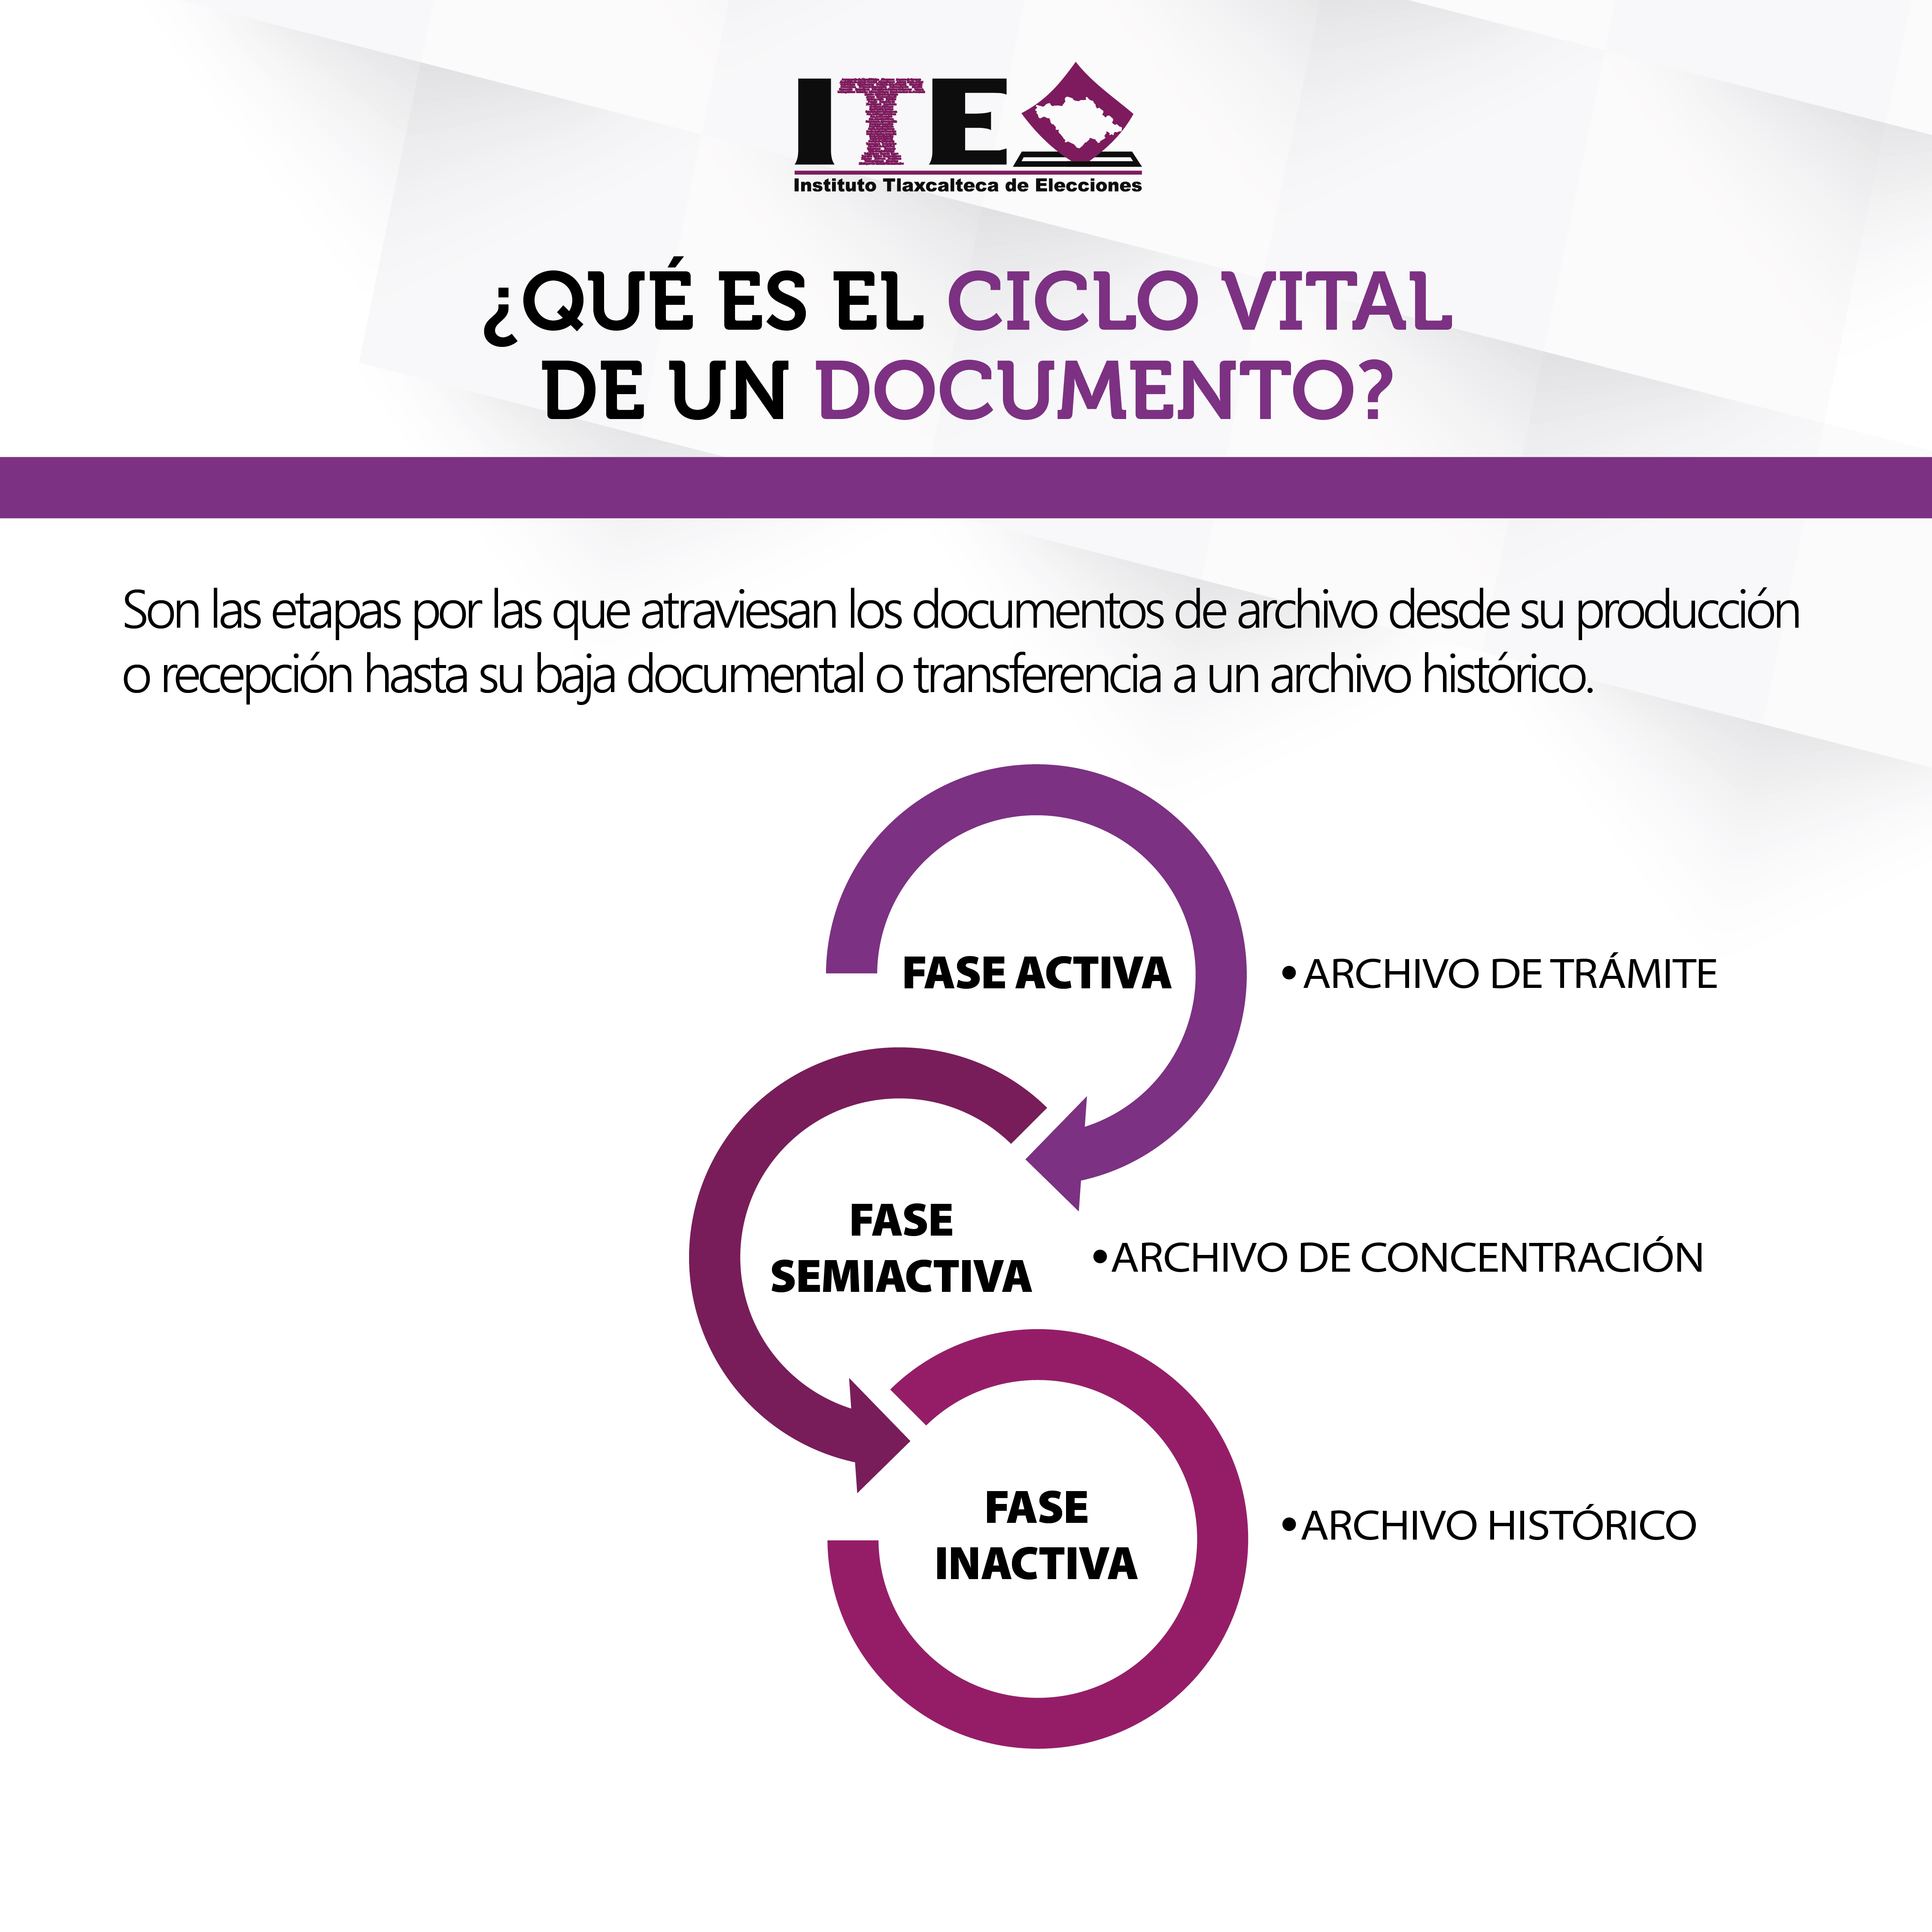 ITE
Instituto Tlaxcalteca de Elecciones
¿QUÉ ES EL CICLO VITAL
DE UN DOCUMENTO?
Son las etapas por las que atraviesan los documentos de archivo desde su producción
o recepción hasta su baja documental o transferencia a un archivo histórico.
FASE ACTIVA
• ARCHIVO DE TRÁMITE
FASE
SEMIACTIVA
• ARCHIVO DE CONCENTRACIÓN
FASE
INACTIVA
• ARCHIVO HISTÓRICO